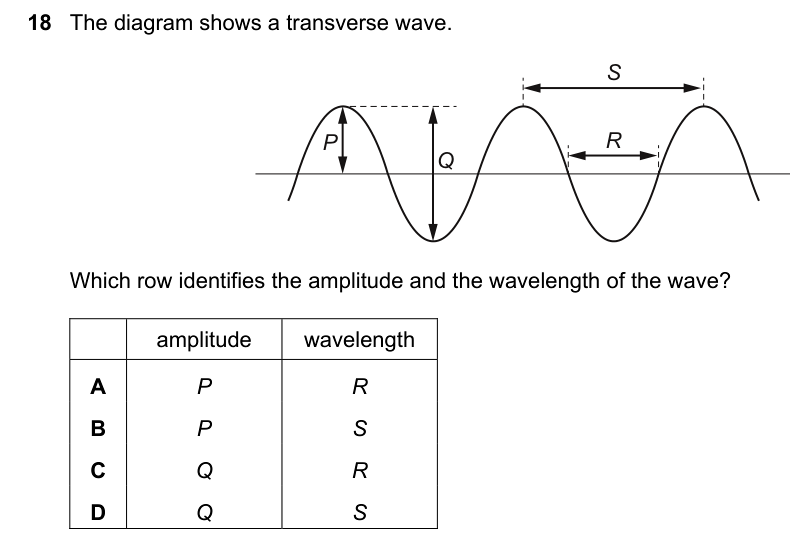 18 The diagram shows a transverse wave.
S
P
R
Q
Which row identifies the amplitude and the wavelength of the wave?
amplitude wavelength
A P R
B P S
C Q R
D Q S